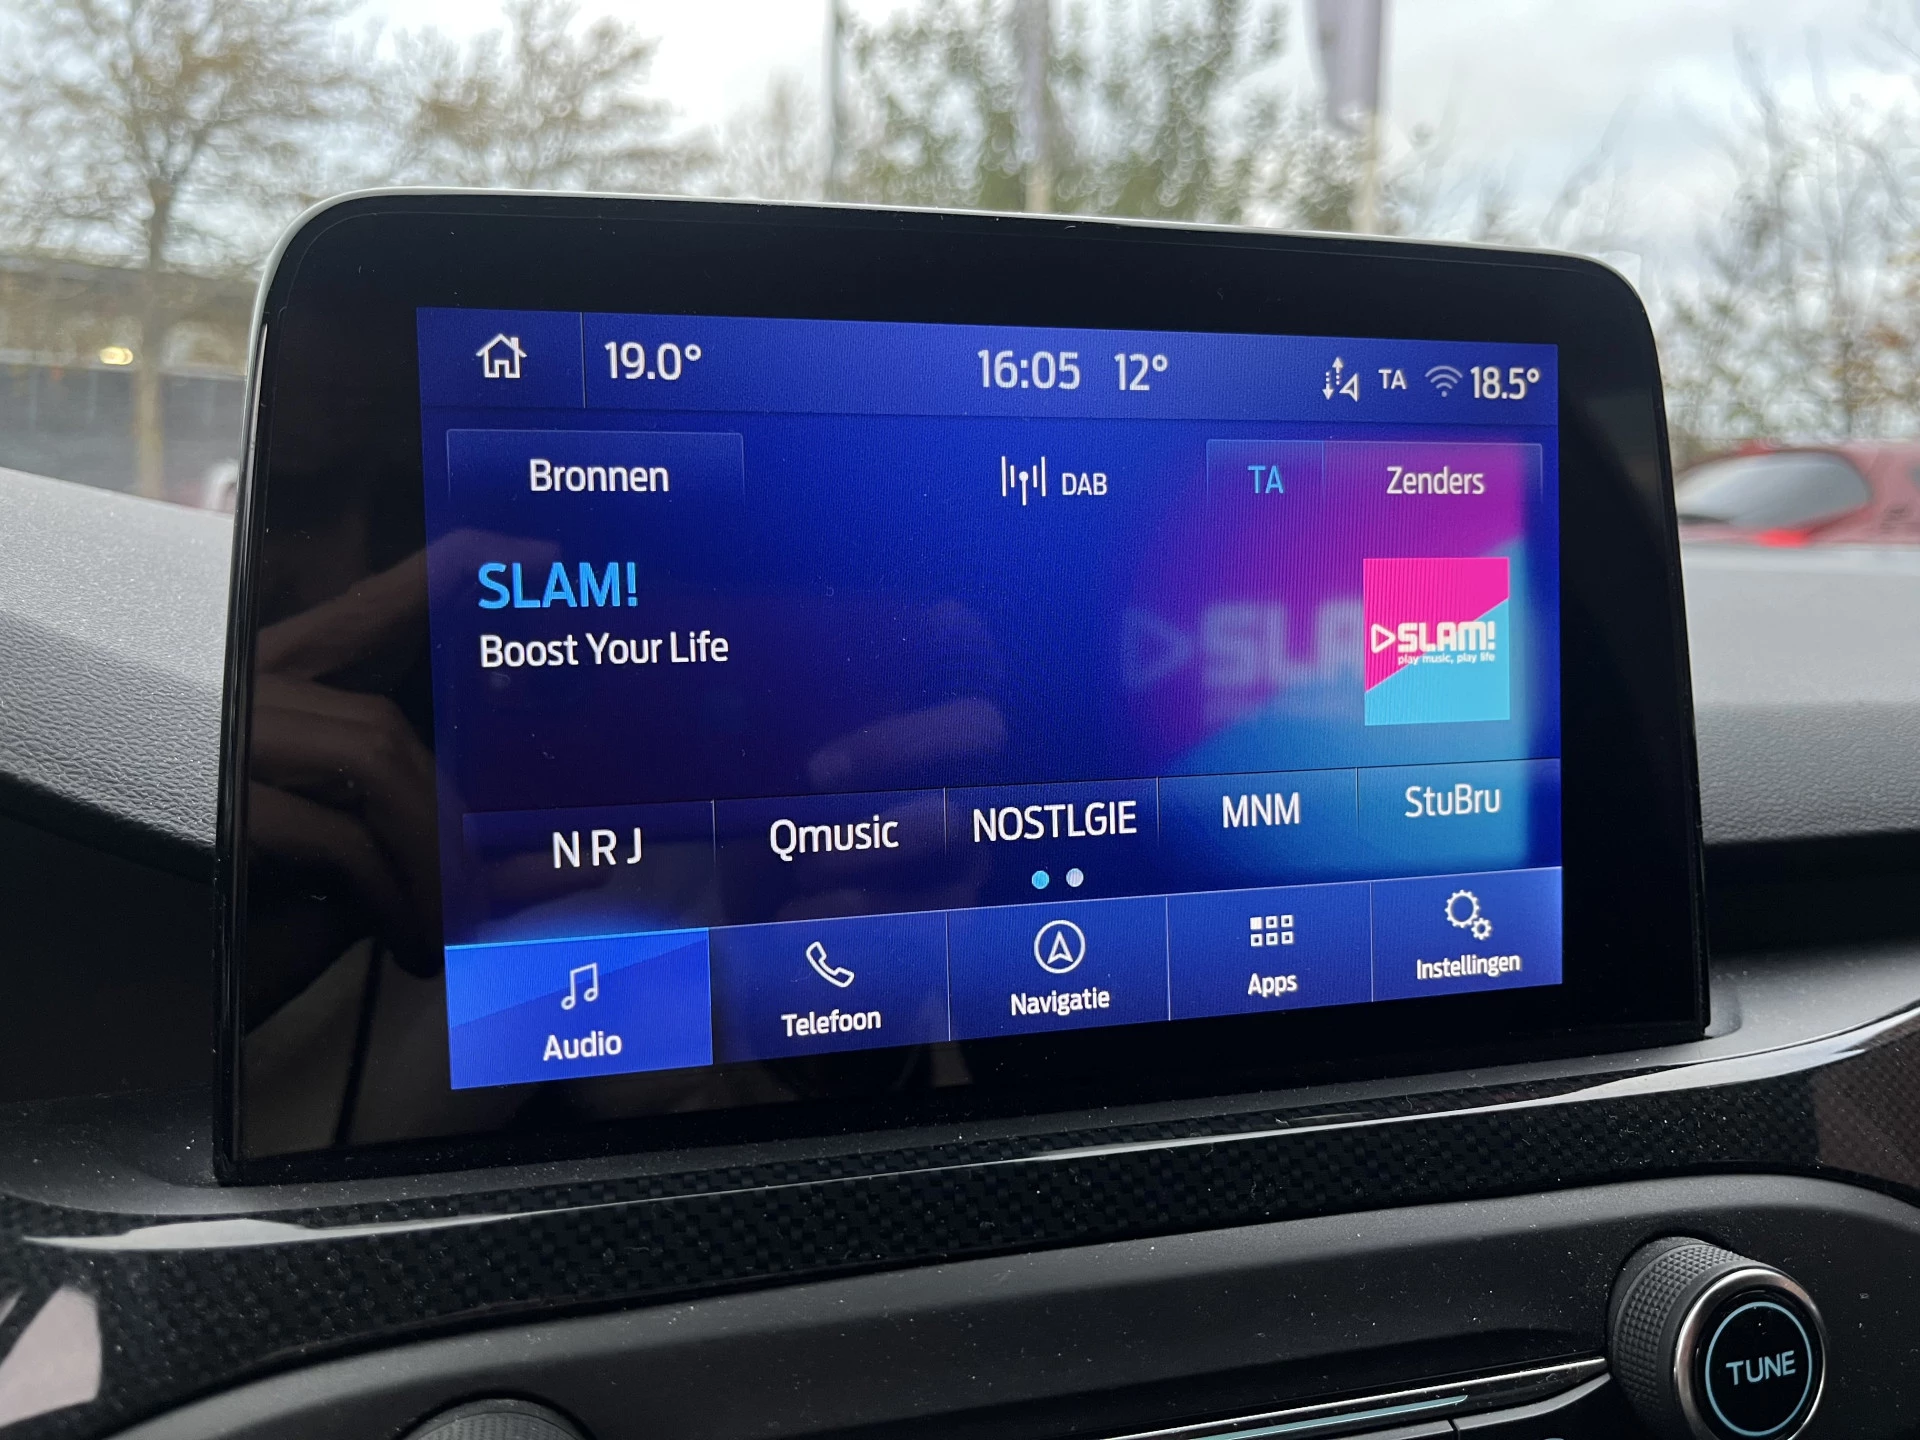 19.0° 16:05 12° TA 18.5°
Bronnen DAB TA Zenders
SLAM!
Boost Your Life
SLA
SLAM!
play music, play life
NRJ Qmusic NOSTLGIE MNM StuBru
Audio Telefoon Navigatie Apps Instellingen
TUNE